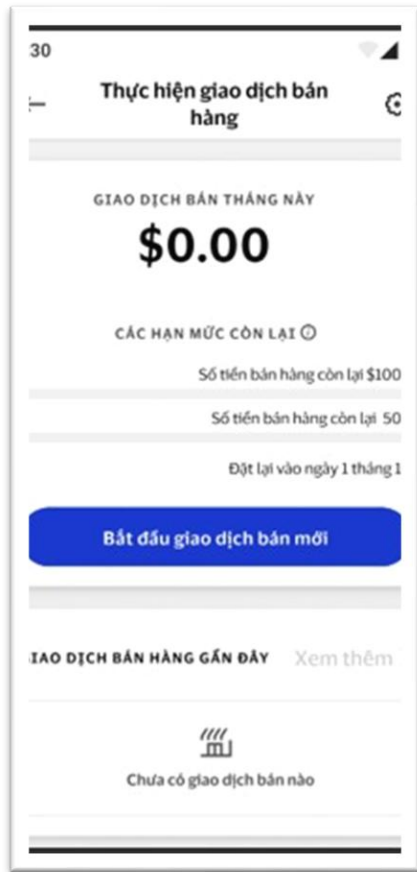 30
Thực hiện giao dịch bán
hàng
GIAO DỊCH BÁN THÁNG NÀY
$0.00
CÁC HẠN MỨC CÒN LẠI
Số tiền bán hàng còn lại $100
Số tiền bán hàng còn lại 50
Đặt lại vào ngày 1 tháng 1
Bắt đầu giao dịch bán mới
IAO DỊCH BÁN HÀNG GẦN ĐÂY Xem thêm
Chưa có giao dịch bán nào